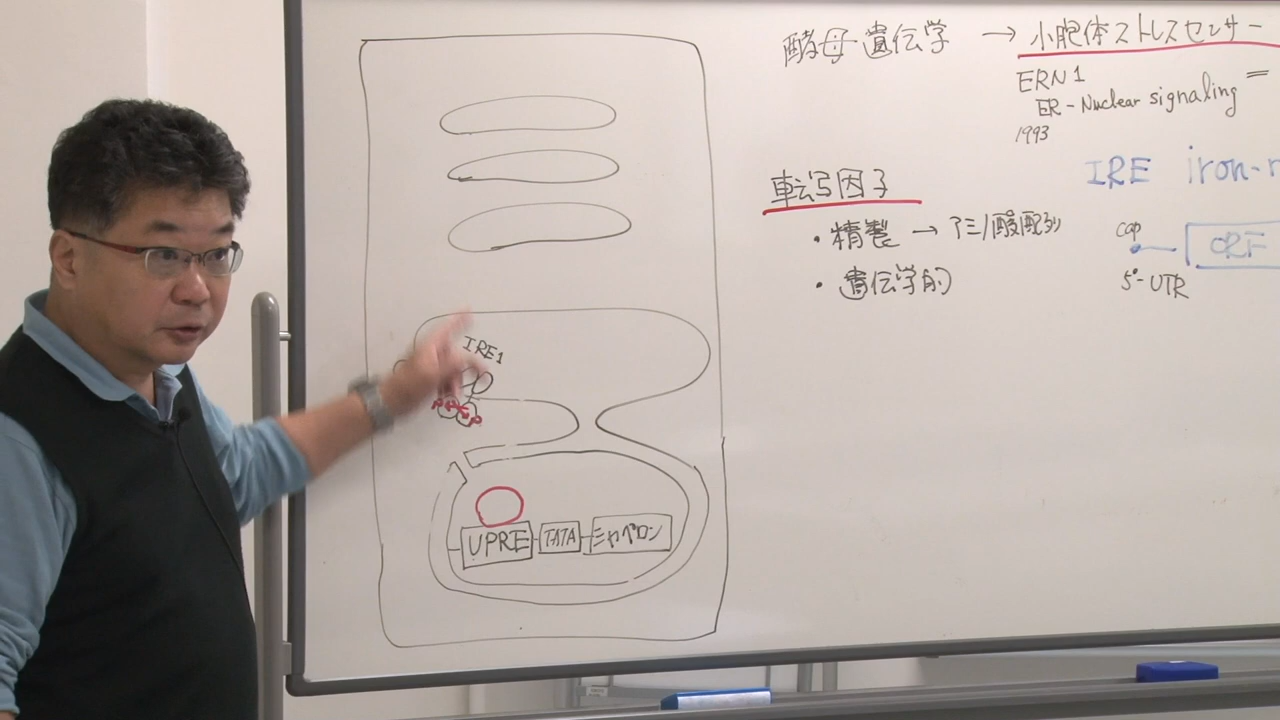 酵母遺伝学 → 小胞体ストレスセンサー
ERN1
ER-Nuclear signaling
1993
IRE iron-r
転写因子
・精製 → アミノ酸配列
・遺伝学的
cap
ORF
5'-UTR
IRE1
P P
UPRE TATA シャペロン